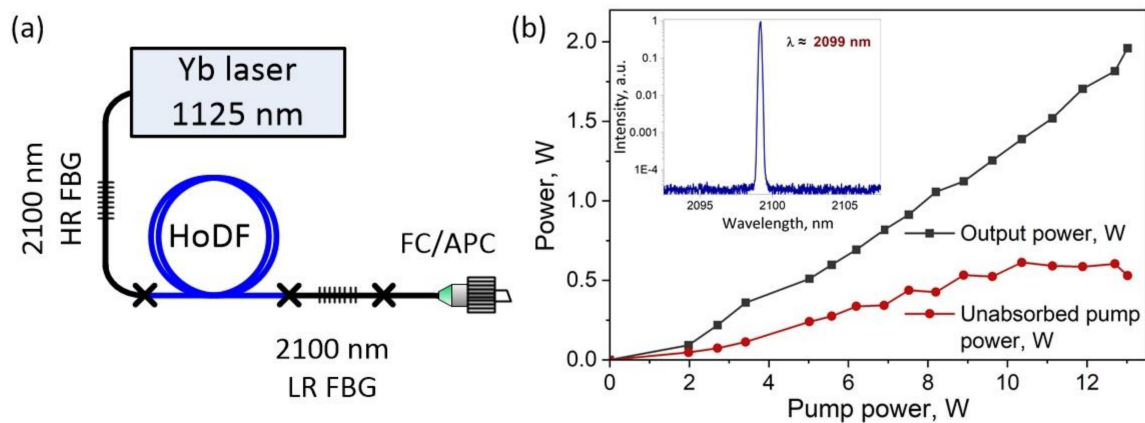 (a)
Yb laser
1125 nm
2100 nm
HR FBG
HoDF
FC/APC
2100 nm
LR FBG
(b)
Power, W
2.0
1.5
1.0
0.5
0.0
0 2 4 6 8 10 12
Pump power, W
Output power, W
Unabsorbed pump
power, W
Intensity, a.u.
1
0.1
0.01
0.001
1E-4
2095 2100 2105
Wavelength, nm
λ ≈ 2099 nm